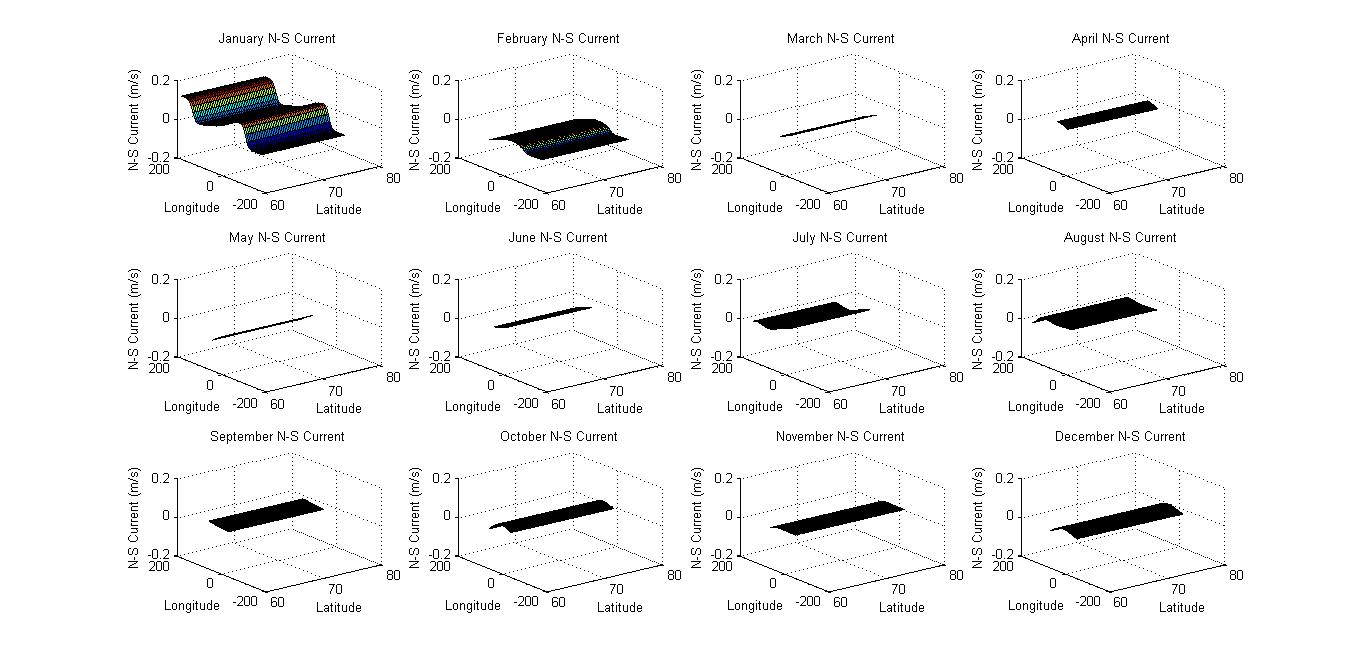 January N-S Current
February N-S Current
March N-S Current
April N-S Current
N-S Current (m/s)
0.2
0
-0.2
200
0
-200
Longitude
60
70
80
Latitude
N-S Current (m/s)
0.2
0
-0.2
200
0
-200
Longitude
60
70
80
Latitude
N-S Current (m/s)
0.2
0
-0.2
200
0
-200
Longitude
60
70
80
Latitude
N-S Current (m/s)
0.2
0
-0.2
200
0
-200
Longitude
60
70
80
Latitude
May N-S Current
June N-S Current
July N-S Current
August N-S Current
N-S Current (m/s)
0.2
0
-0.2
200
0
-200
Longitude
60
70
80
Latitude
N-S Current (m/s)
0.2
0
-0.2
200
0
-200
Longitude
60
70
80
Latitude
N-S Current (m/s)
0.2
0
-0.2
200
0
-200
Longitude
60
70
80
Latitude
N-S Current (m/s)
0.2
0
-0.2
200
0
-200
Longitude
60
70
80
Latitude
September N-S Current
October N-S Current
November N-S Current
December N-S Current
N-S Current (m/s)
0.2
0
-0.2
200
0
-200
Longitude
60
70
80
Latitude
N-S Current (m/s)
0.2
0
-0.2
200
0
-200
Longitude
60
70
80
Latitude
N-S Current (m/s)
0.2
0
-0.2
200
0
-200
Longitude
60
70
80
Latitude
N-S Current (m/s)
0.2
0
-0.2
200
0
-200
Longitude
60
70
80
Latitude